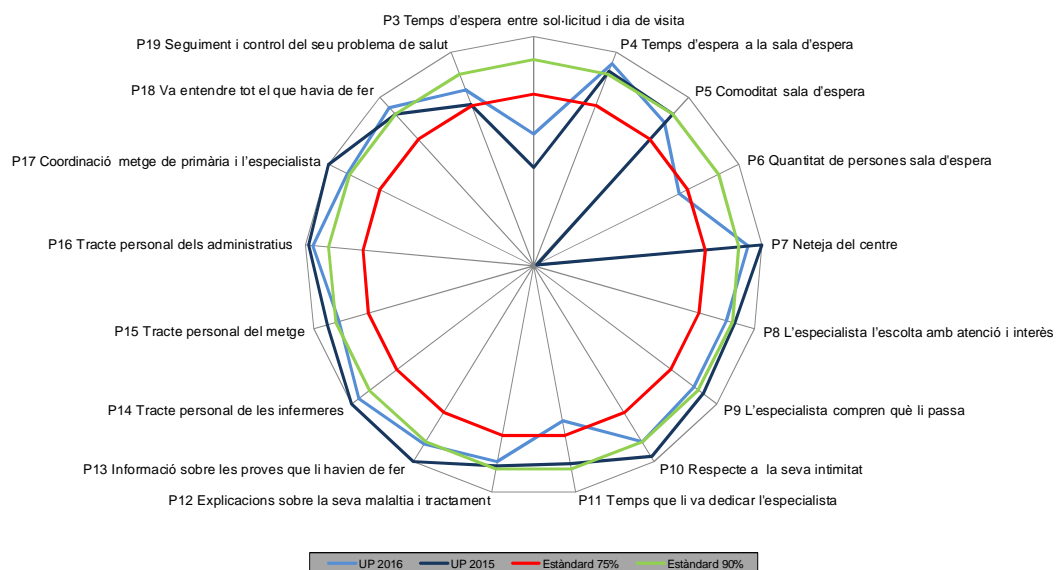 P3 Temps d'espera entre sol·licitud i dia de visita
P4 Temps d'espera a la sala d'espera
P5 Comoditat sala d'espera
P6 Quantitat de persones sala d'espera
P7 Neteja del centre
P8 L'especialista l'escolta amb atenció i interès
P9 L'especialista compren què li passa
P10 Respecte a la seva intimitat
P11 Temps que li va dedicar l'especialista
P12 Explicacions sobre la seva malaltia i tractament
P13 Informació sobre les proves que li havien de fer
P14 Tracte personal de les infermeres
P15 Tracte personal del metge
P16 Tracte personal dels administratius
P17 Coordinació metge de primària i l'especialista
P18 Va entendre tot el que havia de fer
P19 Seguiment i control del seu problema de salut
UP 2016 UP 2015 Estàndard 75% Estàndard 90%